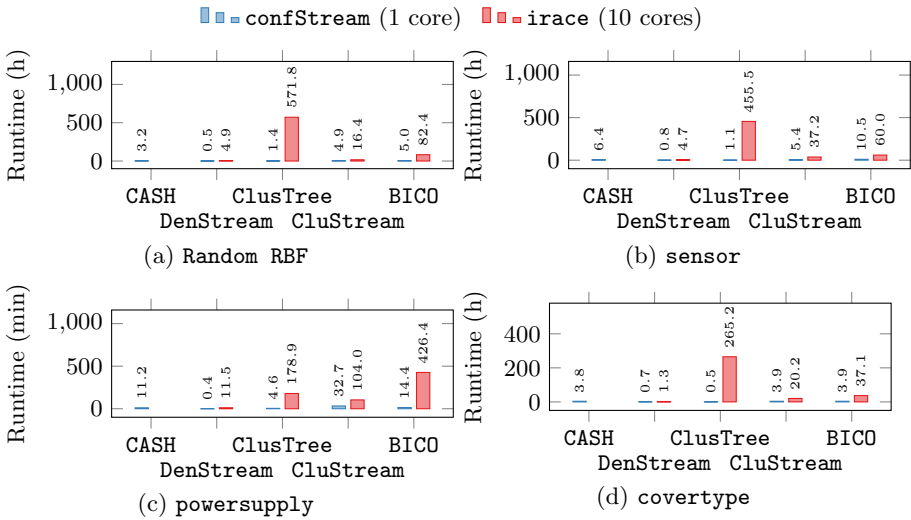 confStream (1 core) irace (10 cores)
Runtime (h)
1,000
500
0
3.2
0.5
4.9
1.4
571.8
4.9
16.4
5.0
82.4
CASH
ClusTree
BICO
DenStream
CluStream
(a) Random RBF
Runtime (h)
1,000
500
0
6.4
0.8
4.7
1.1
455.5
5.4
37.2
10.5
60.0
CASH
ClusTree
BICO
DenStream
CluStream
(b) sensor
Runtime (min)
1,000
500
0
11.2
0.4
11.5
4.6
178.9
32.7
104.0
14.4
426.4
CASH
ClusTree
BICO
DenStream
CluStream
(c) powersupply
Runtime (h)
400
200
0
3.8
0.7
1.3
0.5
265.2
3.9
20.2
3.9
37.1
CASH
ClusTree
BICO
DenStream
CluStream
(d) covertype